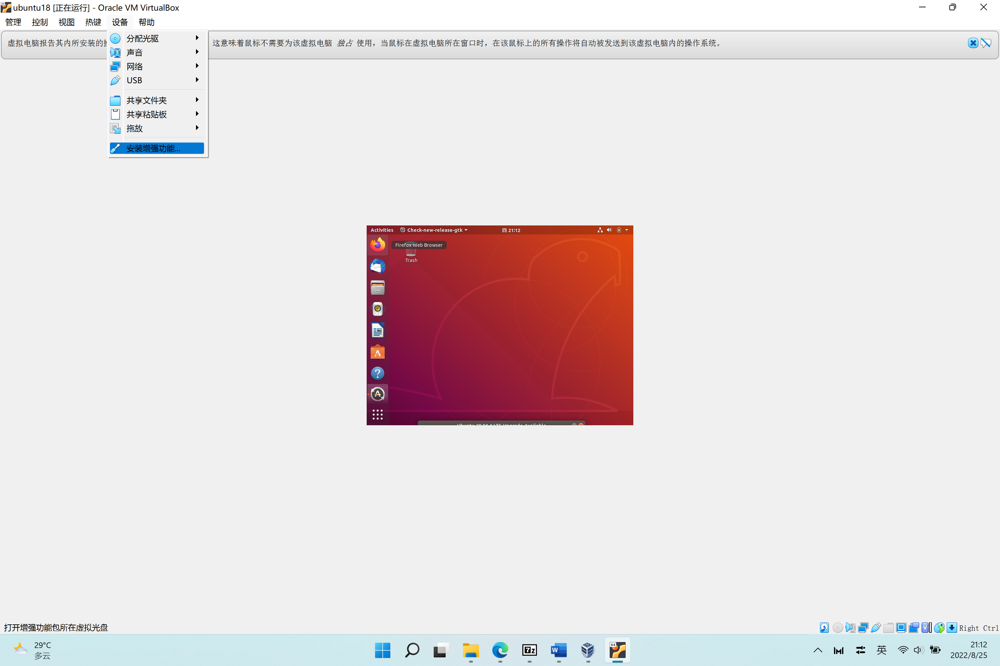 ubuntu18 [正在运行] - Oracle VM VirtualBox
管理 控制 视图 热键 设备 帮助
虚拟电脑报告其内所安装的 这意味着鼠标不需要为该虚拟电脑 独占 使用，当鼠标在虚拟电脑所在窗口时，在该鼠标上的所有操作将自动被发送到该虚拟电脑内的操作系统。
分配光驱
声音
网络
USB
共享文件夹
共享粘贴板
拖放
安装增强功能...
Activities Check-new-release-gtk 四 21:12
Firefox Web Browser
Trash
Ubuntu 20.04.4 LTS Upgrade Available
打开增强功能包所在虚拟光盘
Right Ctrl
29°C
多云
英
21:12
2022/8/25